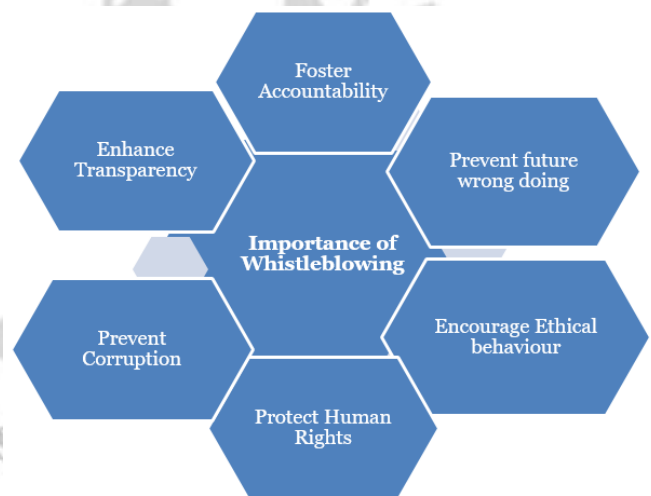 Foster
Accountability
Enhance
Transparency
Prevent future
wrong doing
Importance of
Whistleblowing
Prevent
Corruption
Encourage Ethical
behaviour
Protect Human
Rights